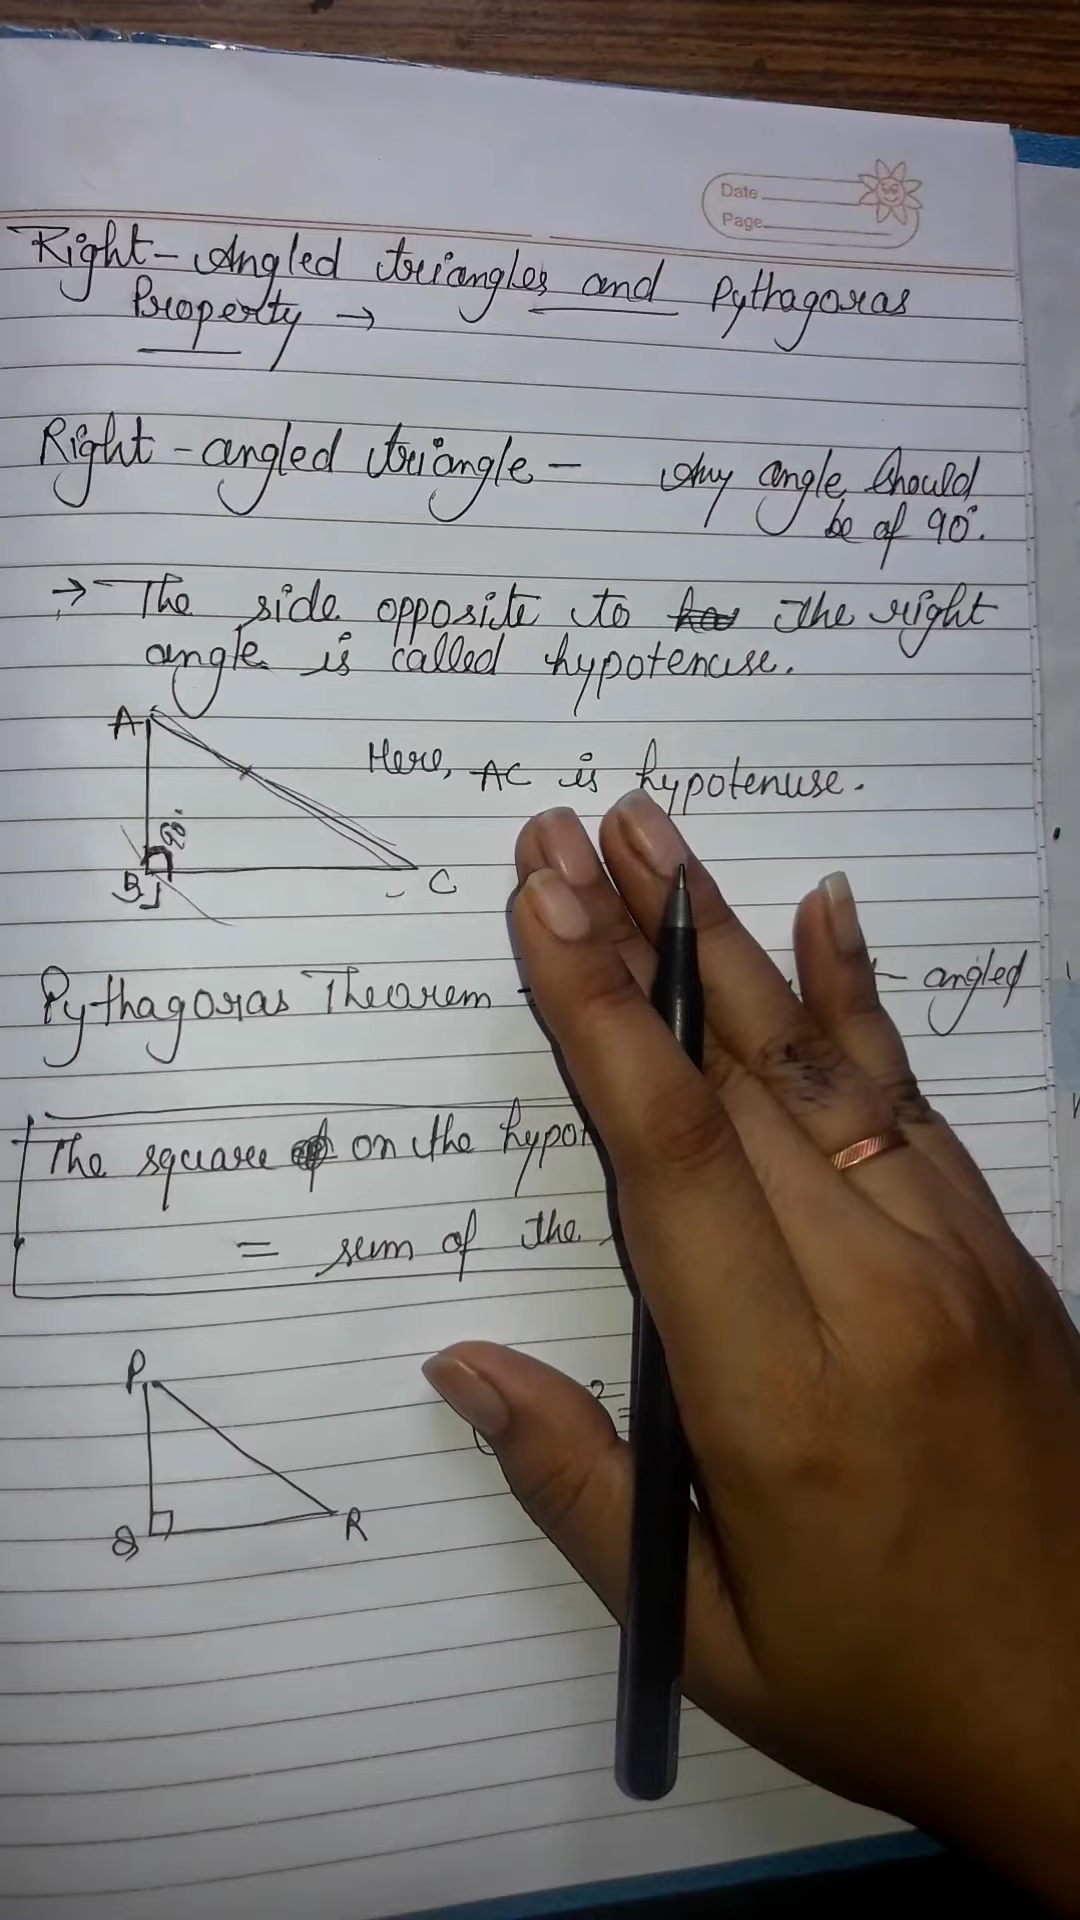 Date
Page
Right-Angled triangles and Pythagoras
Property →
Right-angled triangle - Any angle should
be of 90°.
→ The side opposite to the right
angle is called hypotenuse.
A
Here, AC is hypotenuse.
90°
B
C
Pythagoras Theorem - angled
The square on the hypot
= sum of the
P
2 =
Q
R